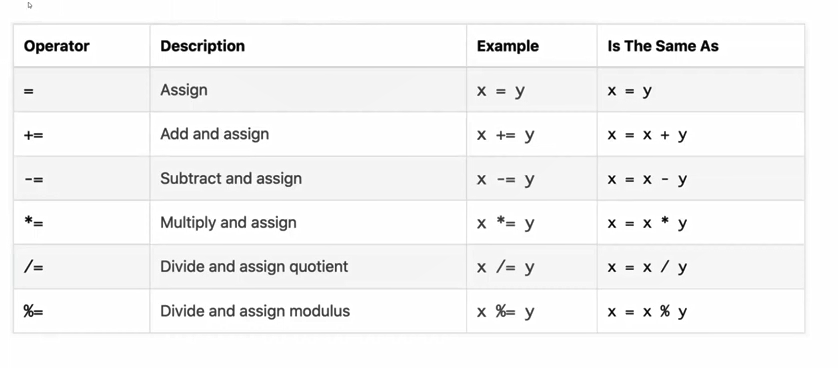 Operator Description Example Is The Same As
= Assign x = y x = y
+= Add and assign x += y x = x + y
-= Subtract and assign x -= y x = x - y
*= Multiply and assign x *= y x = x * y
/= Divide and assign quotient x /= y x = x / y
%= Divide and assign modulus x %= y x = x % y